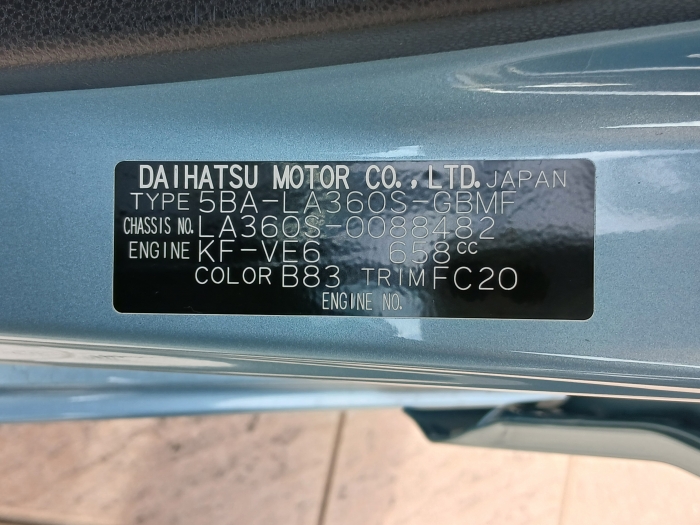 DAIHATSU MOTOR CO., LTD. JAPAN
TYPE 5BA-LA360S-GBMF
CHASSIS NO. LA360S-0088482
ENGINE KF-VE6 658cc
COLOR B83 TRIM FC20
ENGINE NO.